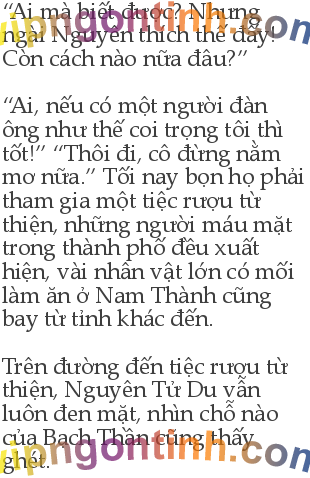 “Ai mà biết được? Nhưng
ngài Nguyên thích thế đấy!
Còn cách nào nữa đâu?”
“Ai, nếu có một người đàn
ông như thế coi trọng tôi thì
tốt!” “Thôi đi, cô đừng nằm
mơ nữa.” Tối nay bọn họ phải
tham gia một tiệc rượu từ
thiện, những người máu mặt
trong thành phố đều xuất
hiện, vài nhân vật lớn có mối
làm ăn ở Nam Thành cũng
bay từ tỉnh khác đến.
Trên đường đến tiệc rượu từ
thiện, Nguyên Tử Du vẫn
luôn đen mặt, nhìn chỗ nào
của Bạch Thần cũng thấy
ghét.
vipngontinh.com
vipngontinh.com